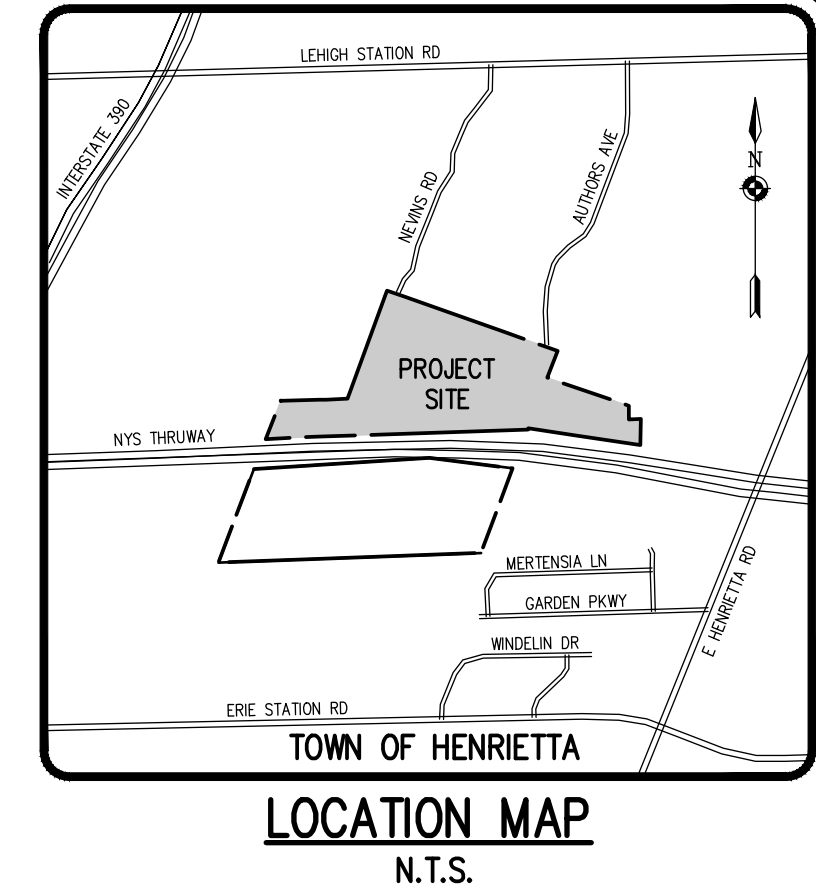 LEHIGH STATION RD
INTERSTATE 390
NEVINS RD
AUTHORS AVE
N
PROJECT
SITE
NYS THRUWAY
MERTENSIA LN
GARDEN PKWY
E HENRIETTA RD
WINDELIN DR
ERIE STATION RD
TOWN OF HENRIETTA
LOCATION MAP
N.T.S.